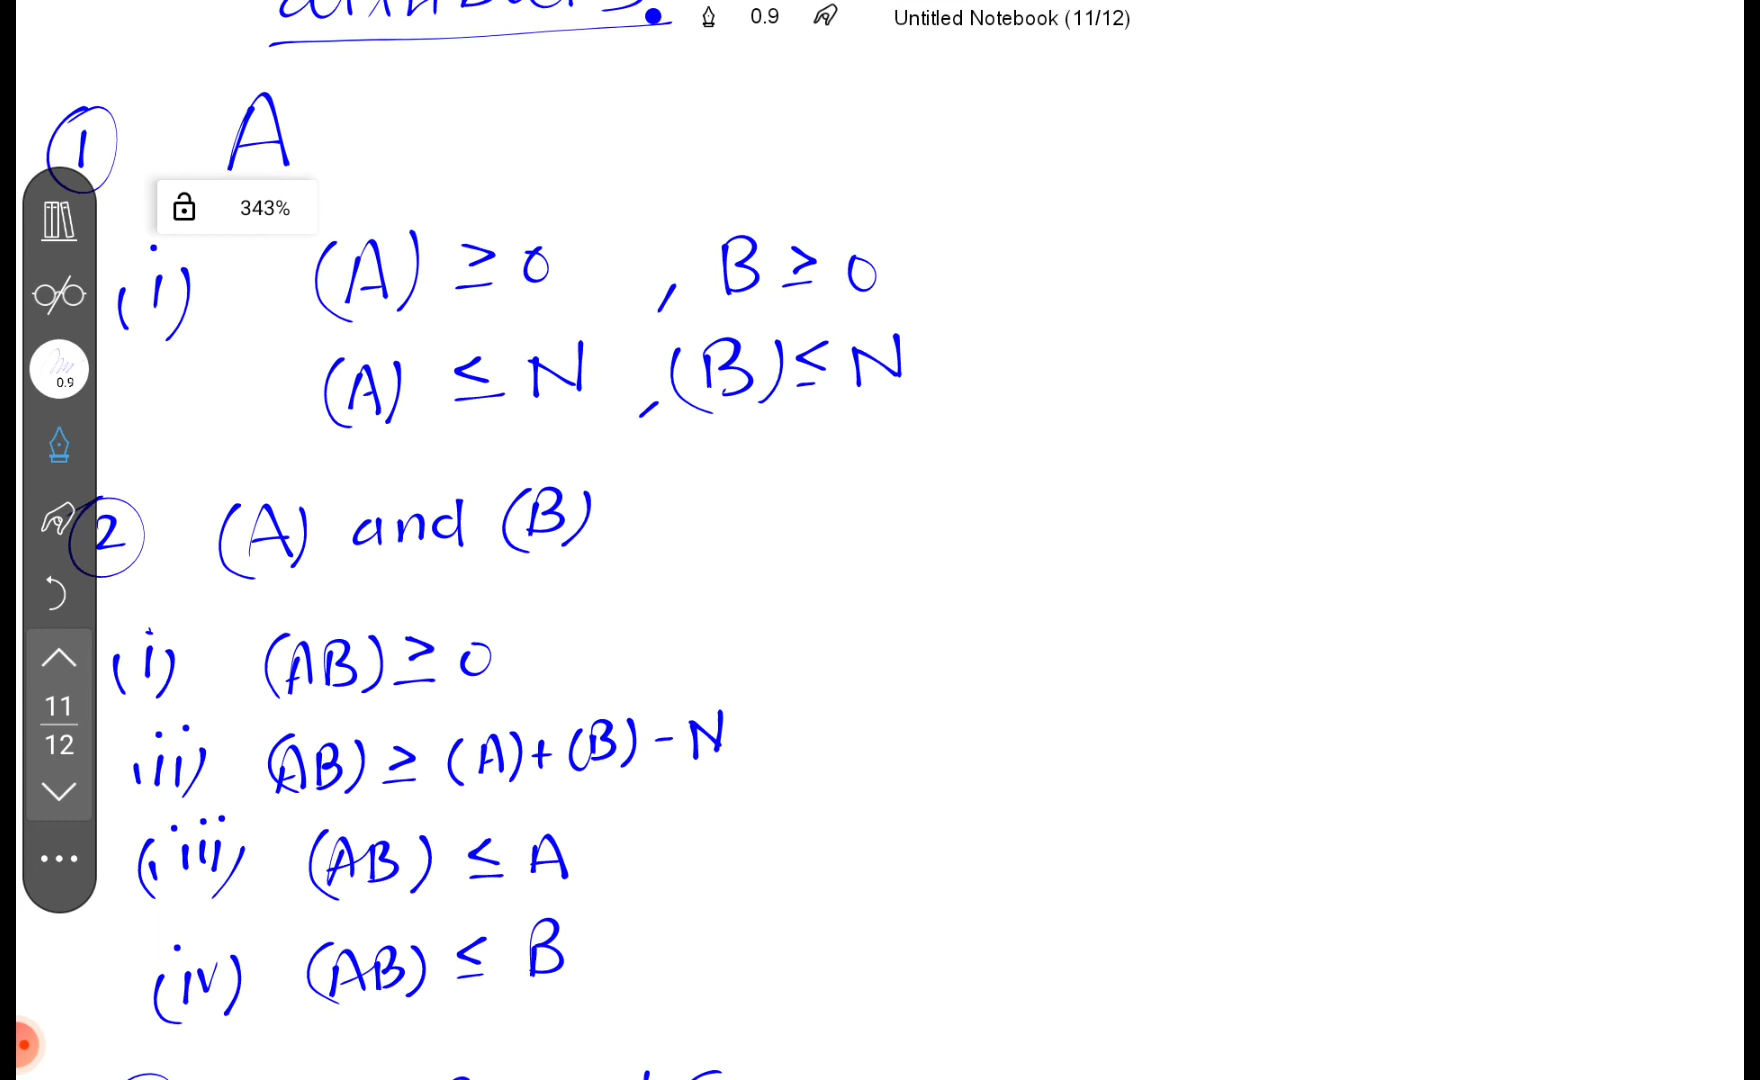 0.9 Untitled Notebook (11/12)
① A
343%
(i) (A) ≥ 0 , B ≥ 0
0.9
(A) ≤ N , (B) ≤ N
② (A) and (B)
(i) (AB) ≥ 0
11
12
(ii) (AB) ≥ (A) + (B) - N
(iii) (AB) ≤ A
(iv) (AB) ≤ B